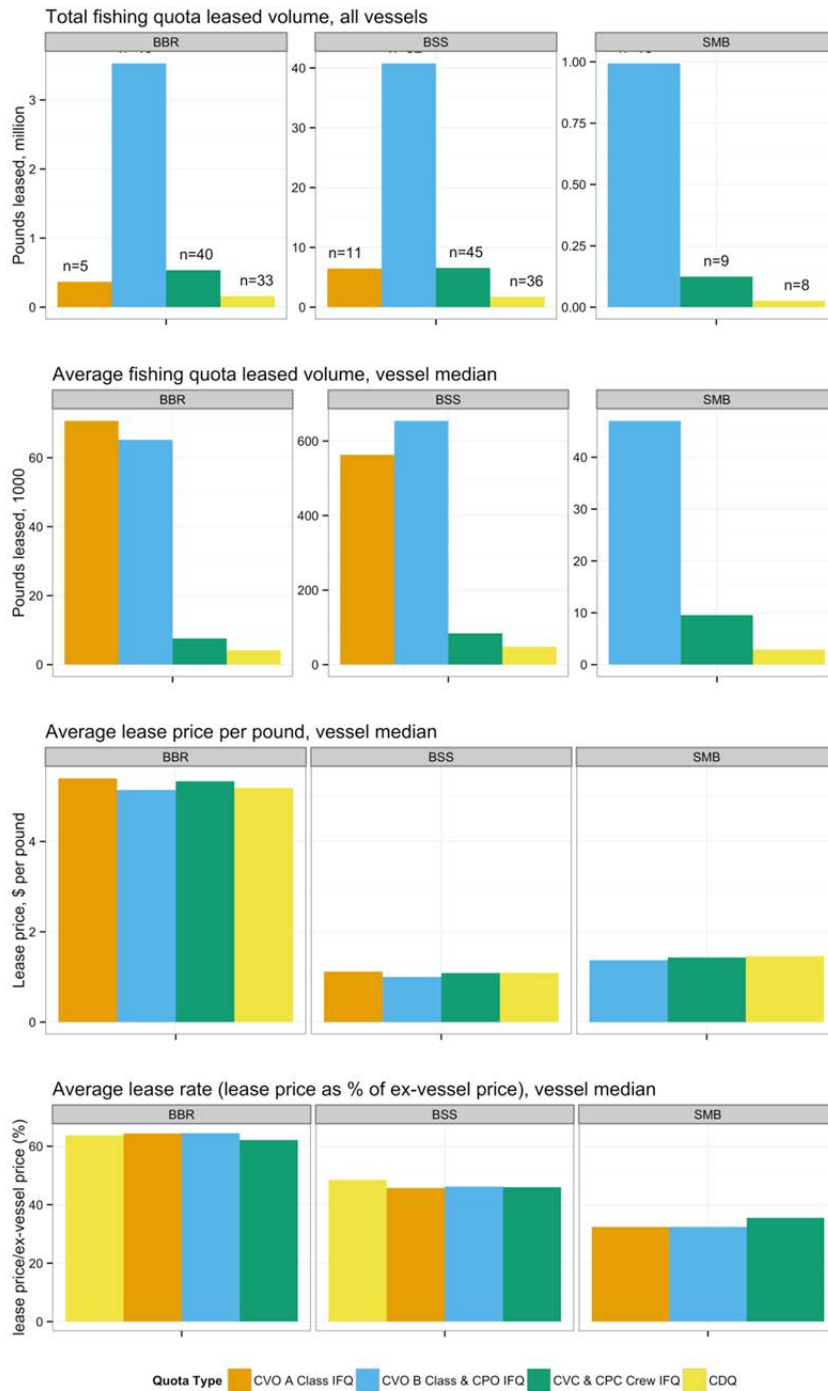 Total fishing quota leased volume, all vessels
BBR BSS SMB
Pounds leased, million
3
2
1
0
n=5
n=40
n=33
40
30
20
10
0
n=11
n=45
n=36
1.00
0.75
0.50
0.25
0.00
n=9
n=8
Average fishing quota leased volume, vessel median
BBR BSS SMB
Pounds leased, 1000
60
40
20
0
600
400
200
0
40
30
20
10
0
Average lease price per pound, vessel median
BBR BSS SMB
Lease price, $ per pound
4
2
0
Average lease rate (lease price as % of ex-vessel price), vessel median
BBR BSS SMB
lease price/ex-vessel price (%)
60
40
20
0
Quota Type CVO A Class IFQ CVO B Class & CPO IFQ CVC & CPC Crew IFQ CDQ